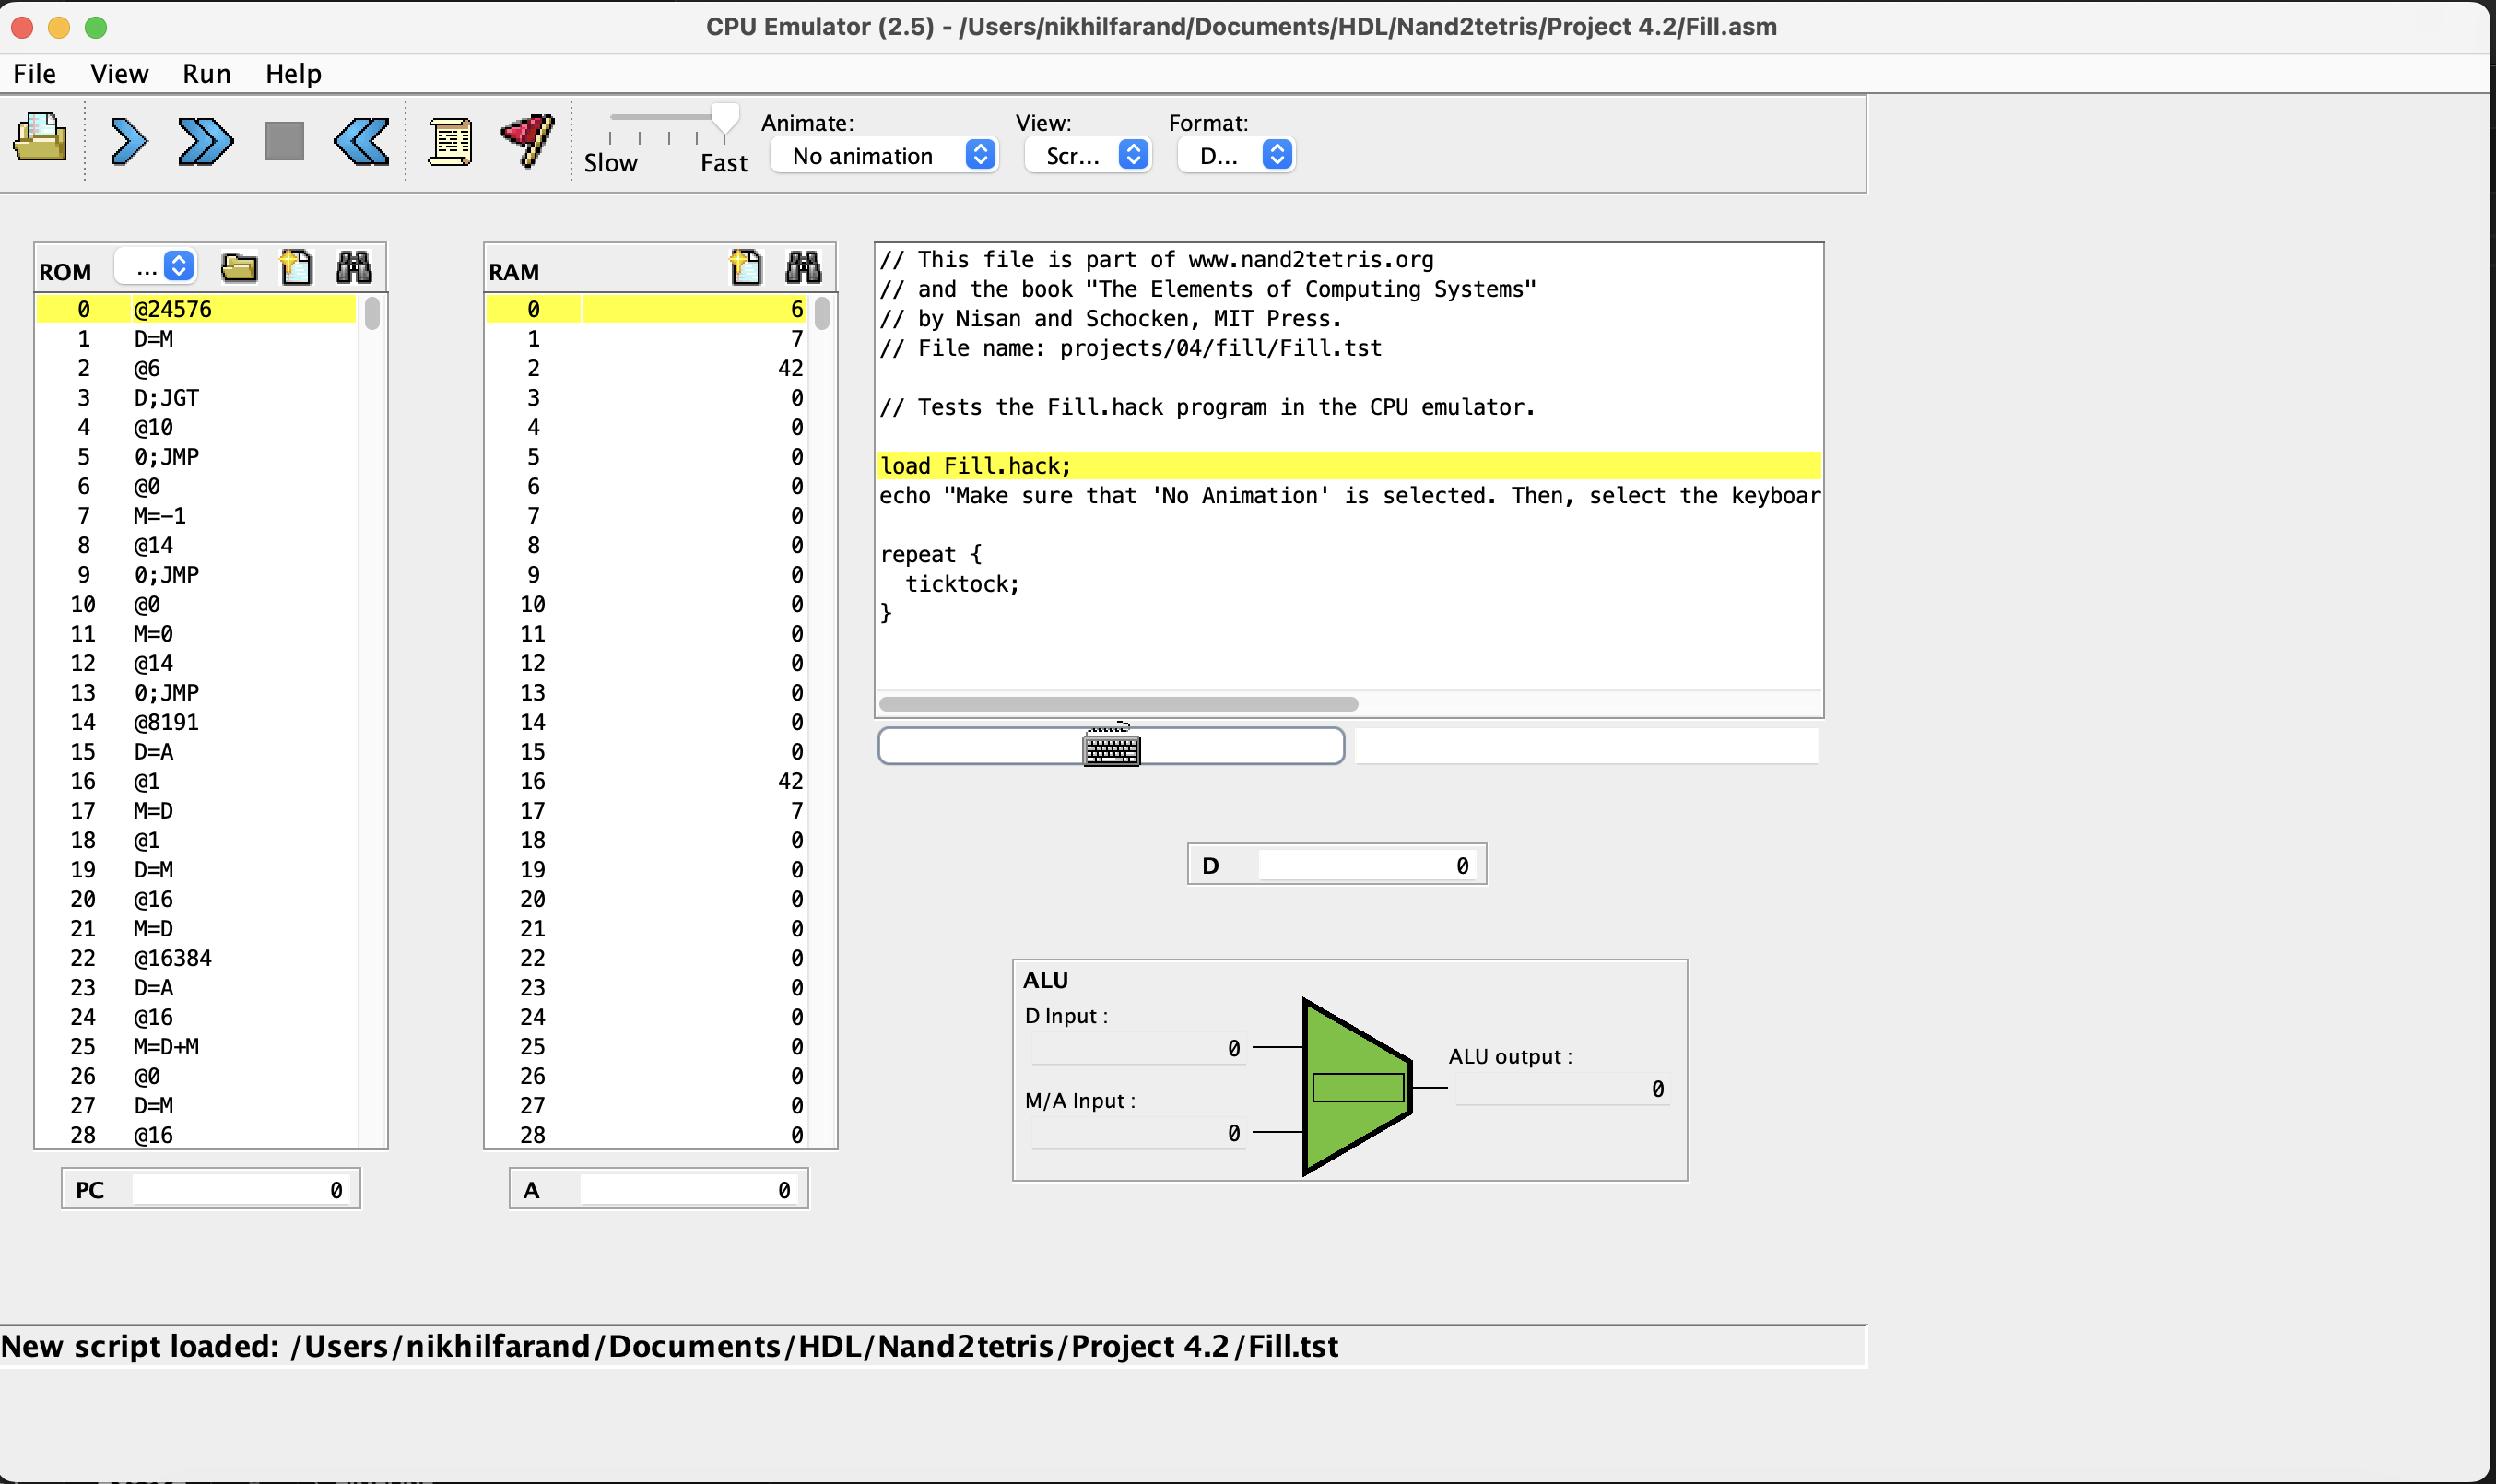 CPU Emulator (2.5) - /Users/nikhilfarand/Documents/HDL/Nand2tetris/Project 4.2/Fill.asm
File View Run Help
Slow Fast
Animate:
No animation
View:
Scr...
Format:
D...
ROM ...
0 @24576
1 D=M
2 @6
3 D;JGT
4 @10
5 0;JMP
6 @0
7 M=-1
8 @14
9 0;JMP
10 @0
11 M=0
12 @14
13 0;JMP
14 @8191
15 D=A
16 @1
17 M=D
18 @1
19 D=M
20 @16
21 M=D
22 @16384
23 D=A
24 @16
25 M=D+M
26 @0
27 D=M
28 @16
PC 0
RAM
0 6
1 7
2 42
3 0
4 0
5 0
6 0
7 0
8 0
9 0
10 0
11 0
12 0
13 0
14 0
15 0
16 42
17 7
18 0
19 0
20 0
21 0
22 0
23 0
24 0
25 0
26 0
27 0
28 0
A 0
// This file is part of www.nand2tetris.org
// and the book "The Elements of Computing Systems"
// by Nisan and Schocken, MIT Press.
// File name: projects/04/fill/Fill.tst
// Tests the Fill.hack program in the CPU emulator.
load Fill.hack;
echo "Make sure that 'No Animation' is selected. Then, select the keyboar
repeat {
ticktock;
}
D 0
ALU
D Input :
0
M/A Input :
0
ALU output :
0
New script loaded: /Users/nikhilfarand/Documents/HDL/Nand2tetris/Project 4.2/Fill.tst